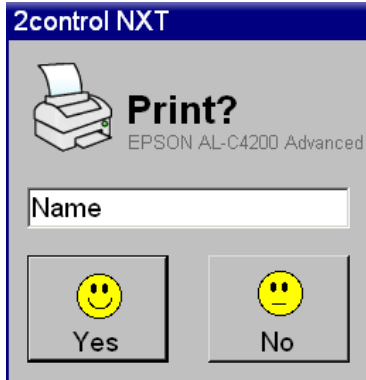 2control NXT
Print?
EPSON AL-C4200 Advanced
Name
Yes No